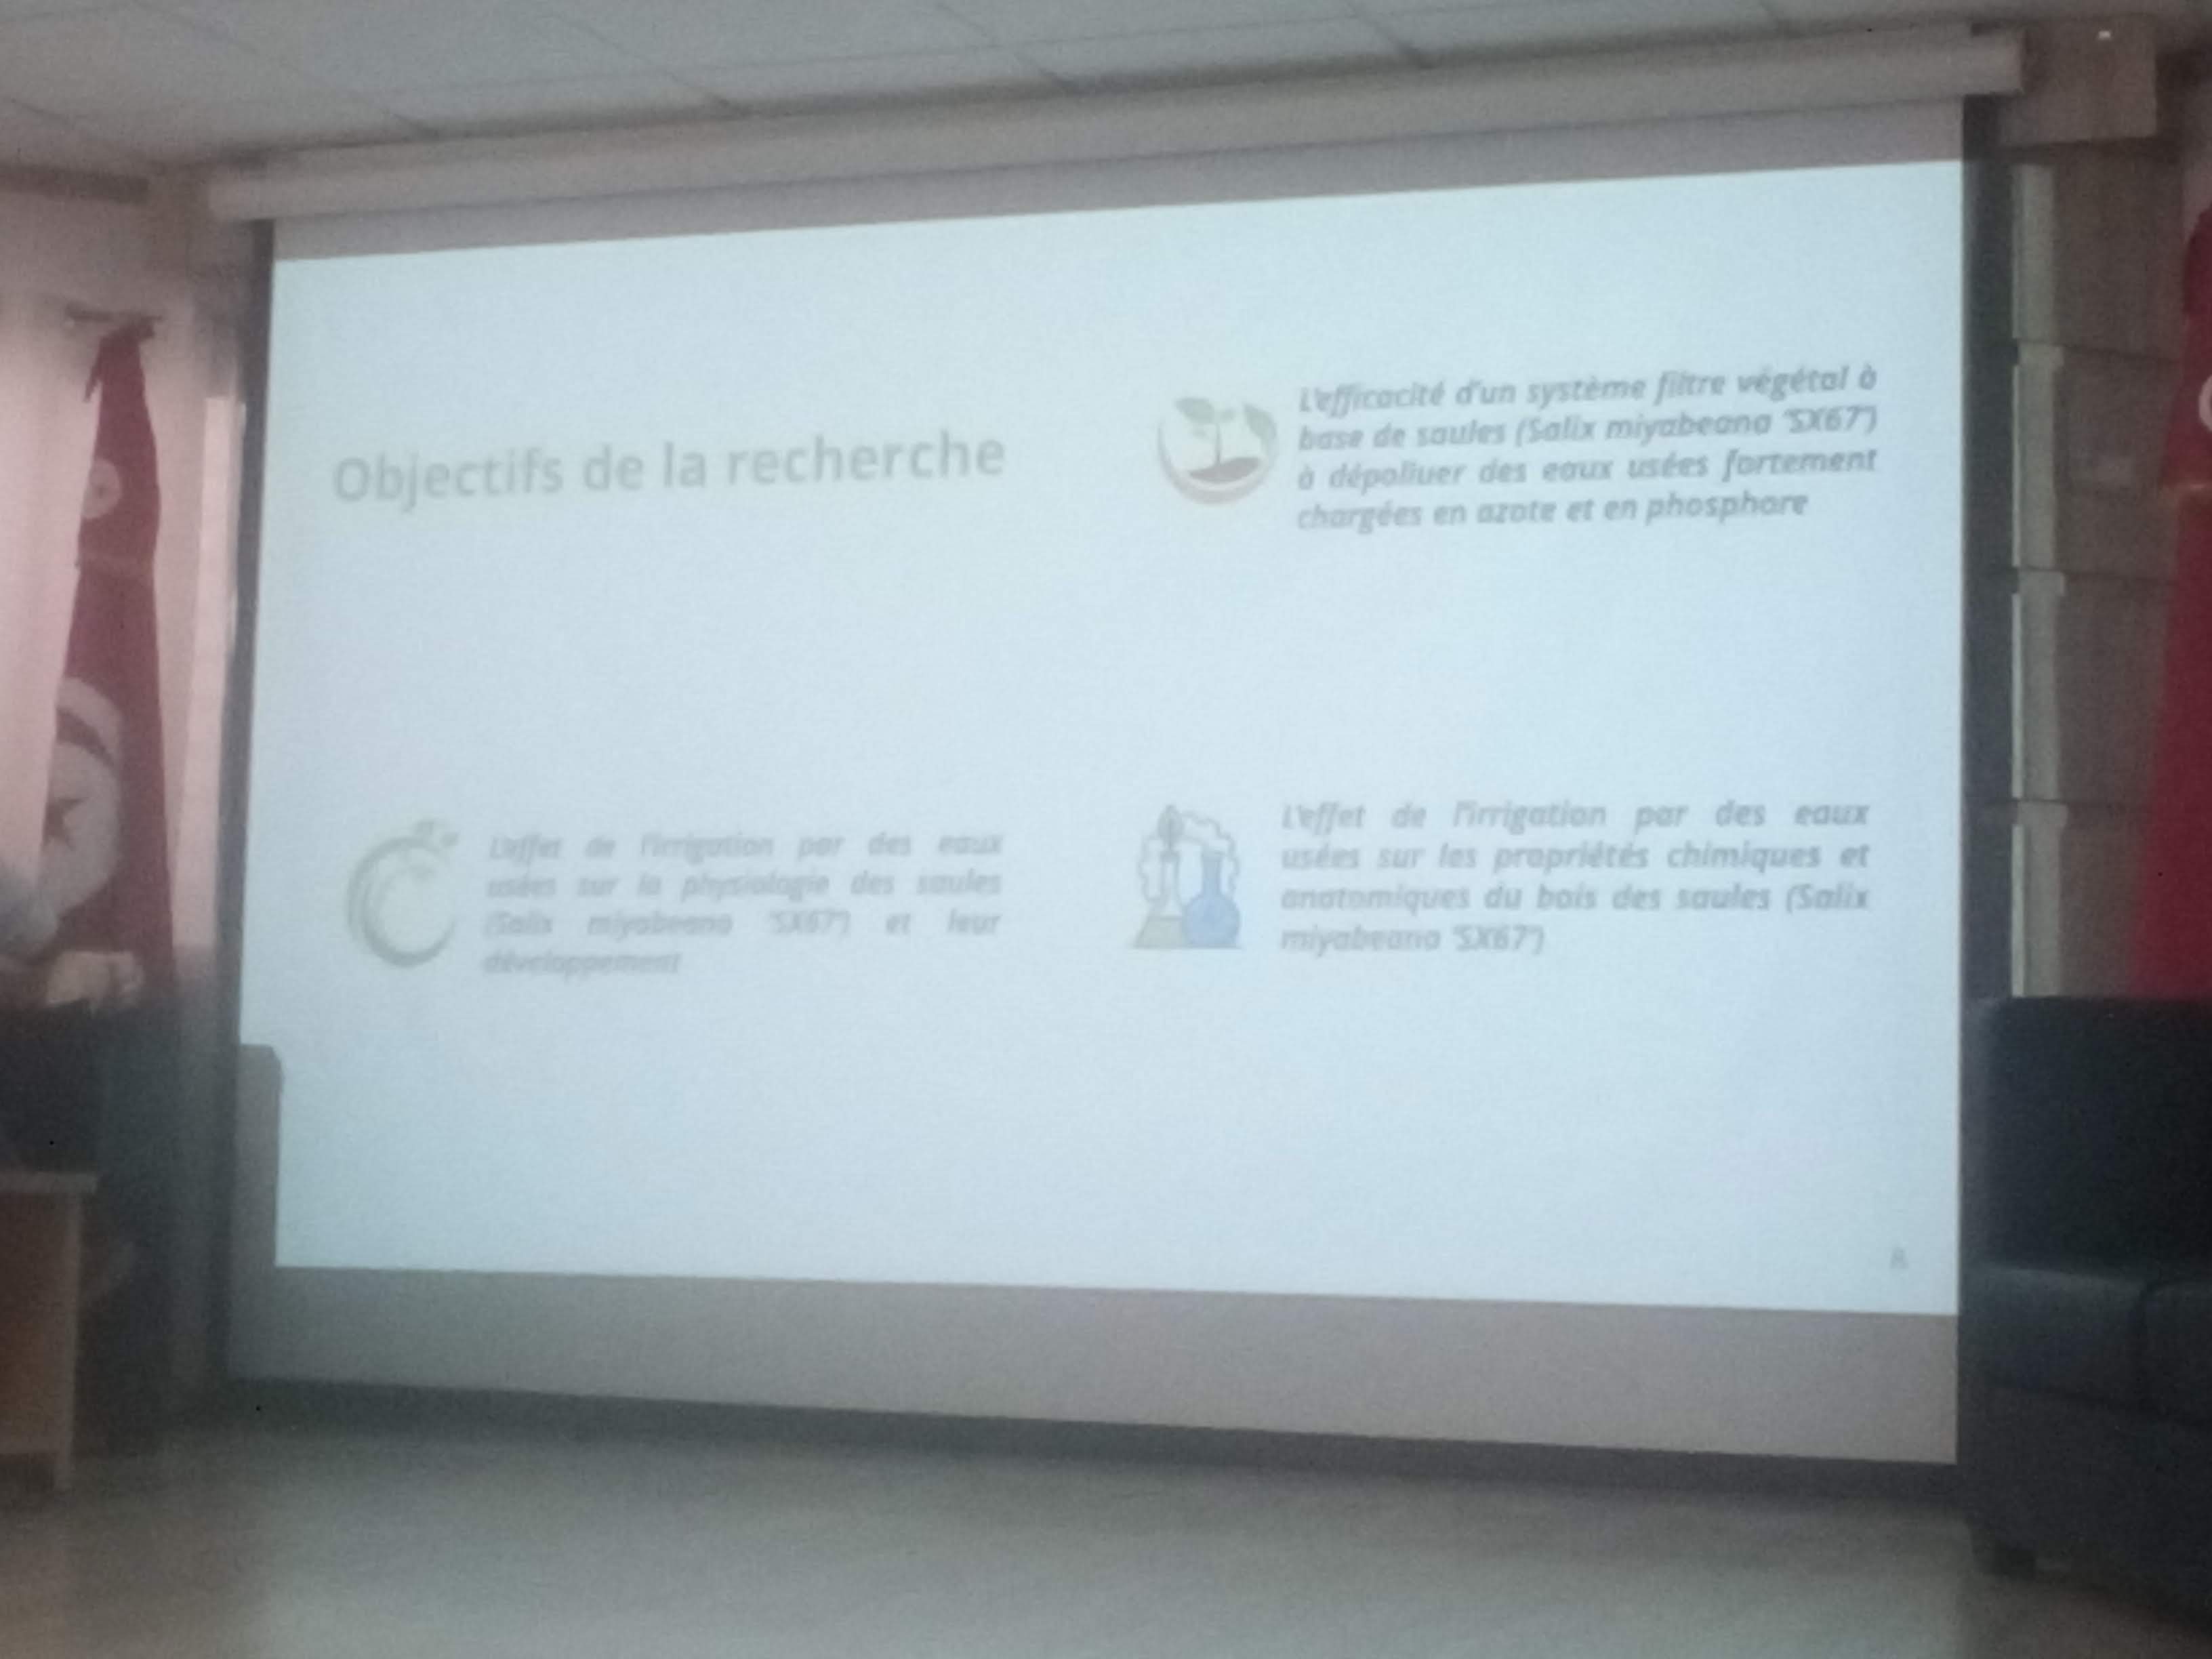 Objectifs de la recherche
L'efficacité d'un système filtre végétal à
base de saules (Salix miyabeana 'SX67')
à dépolluer des eaux usées fortement
chargées en azote et en phosphore
L'effet de l'irrigation par des eaux
usées sur la physiologie des saules
(Salix miyabeana 'SX67') et leur
développement
L'effet de l'irrigation par des eaux
usées sur les propriétés chimiques et
anatomiques du bois des saules (Salix
miyabeana 'SX67')
8